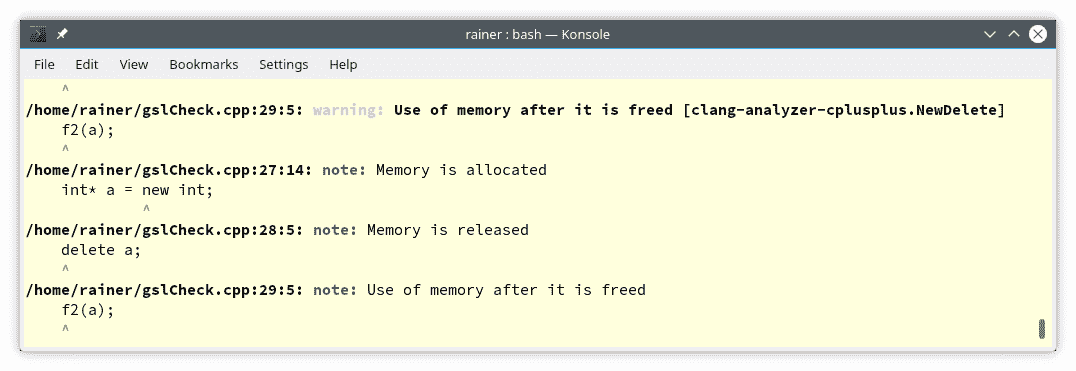 rainer : bash — Konsole
File Edit View Bookmarks Settings Help
^
/home/rainer/gslCheck.cpp:29:5: warning: Use of memory after it is freed [clang-analyzer-cplusplus.NewDelete]
    f2(a);
    ^
/home/rainer/gslCheck.cpp:27:14: note: Memory is allocated
    int* a = new int;
             ^
/home/rainer/gslCheck.cpp:28:5: note: Memory is released
    delete a;
    ^
/home/rainer/gslCheck.cpp:29:5: note: Use of memory after it is freed
    f2(a);
    ^